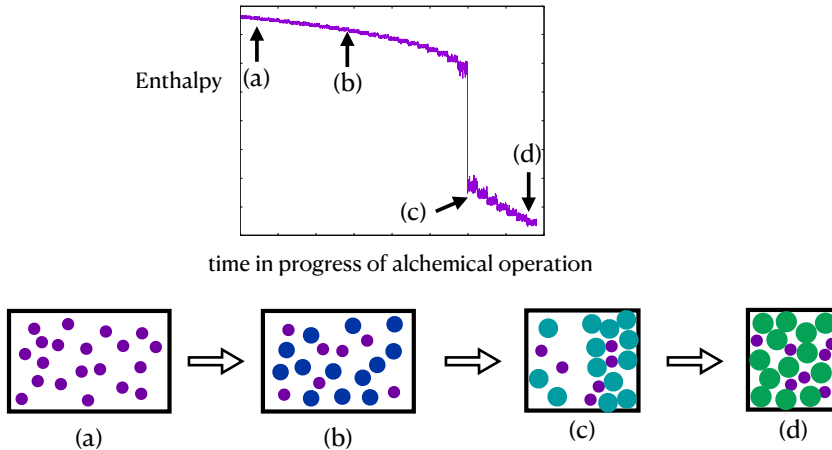 (a)
(b)
Enthalpy
(d)
(c)
time in progress of alchemical operation
(a)
(b)
(c)
(d)